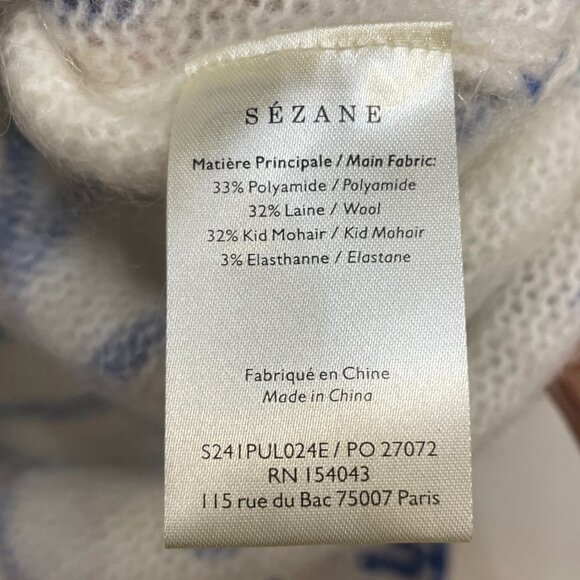 SÉZANE
Matière Principale / Main Fabric:
33% Polyamide / Polyamide
32% Laine / Wool
32% Kid Mohair / Kid Mohair
3% Elasthanne / Elastane
Fabriqué en Chine
Made in China
S241PUL024E / PO 27072
RN 154043
115 rue du Bac 75007 Paris